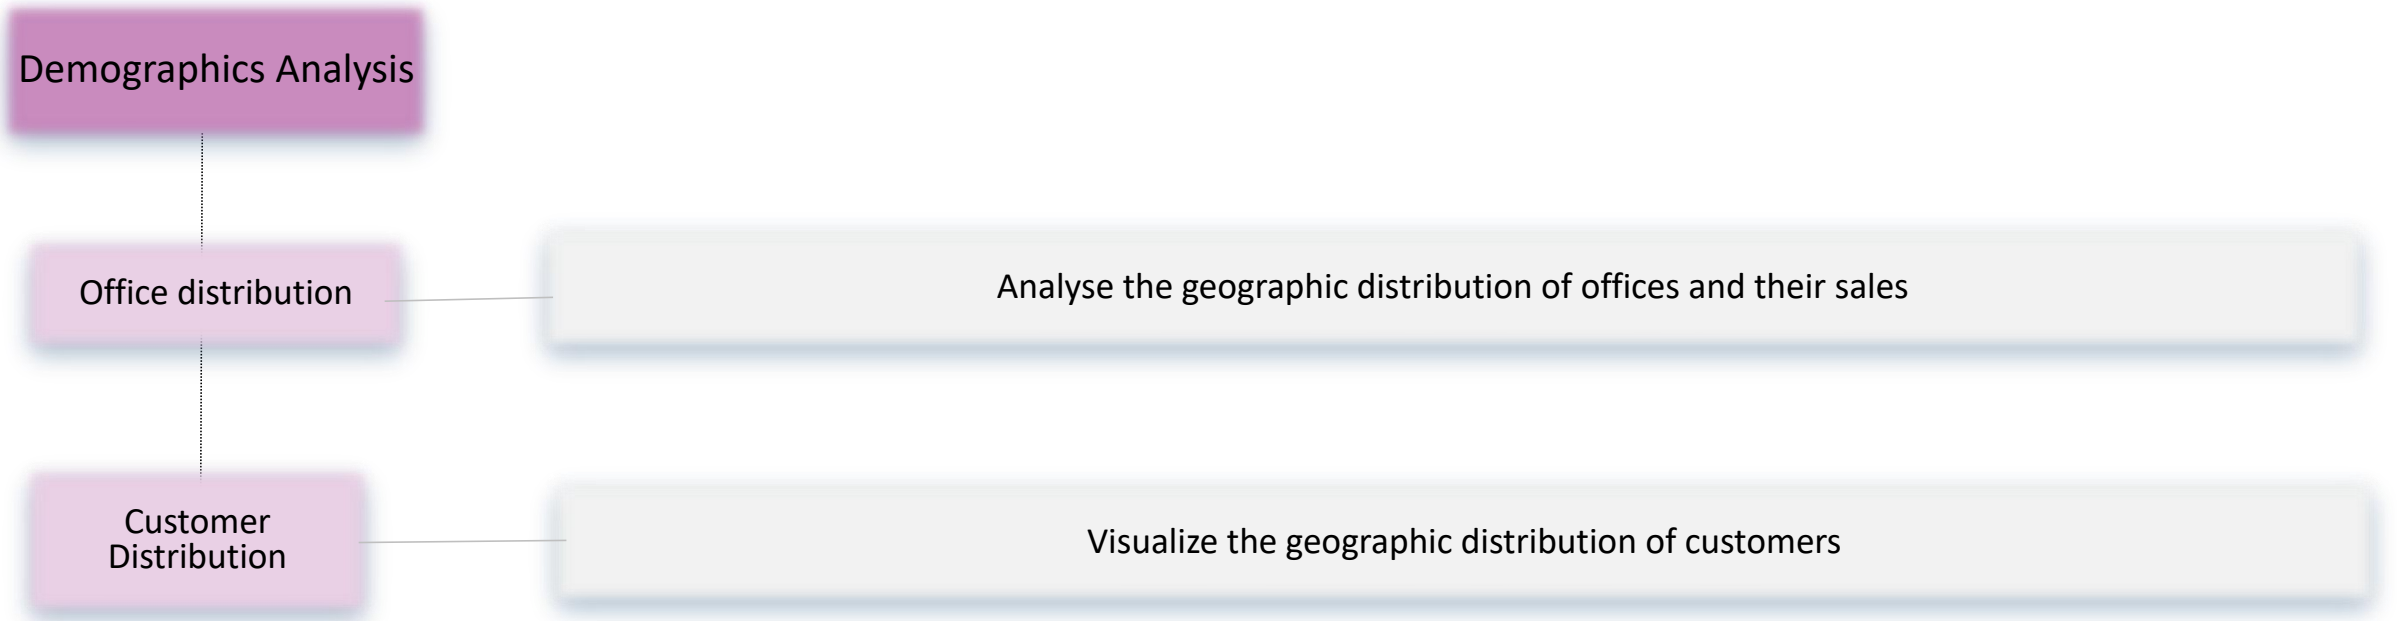 Demographics Analysis
Office distribution
Analyse the geographic distribution of offices and their sales
Customer
Distribution
Visualize the geographic distribution of customers